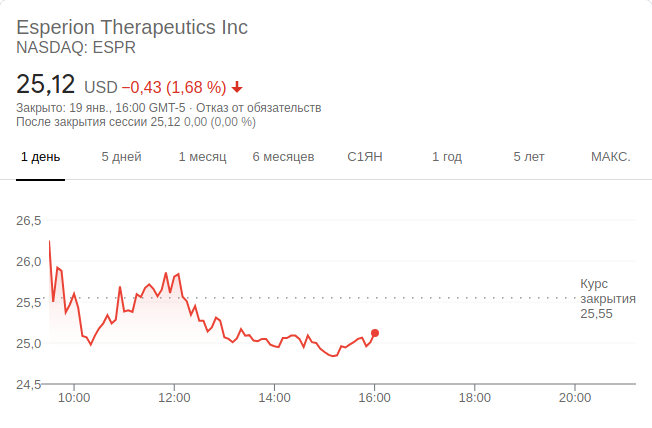 Esperion Therapeutics Inc
NASDAQ: ESPR
25,12 USD −0,43 (1,68 %)
Закрыто: 19 янв., 16:00 GMT-5 · Отказ от обязательств
После закрытия сессии 25,12 0,00 (0,00 %)
1 день 5 дней 1 месяц 6 месяцев С1ЯН 1 год 5 лет МАКС.
26,5
26,0
25,5
25,0
24,5
Курс
закрытия
25,55
10:00 12:00 14:00 16:00 18:00 20:00